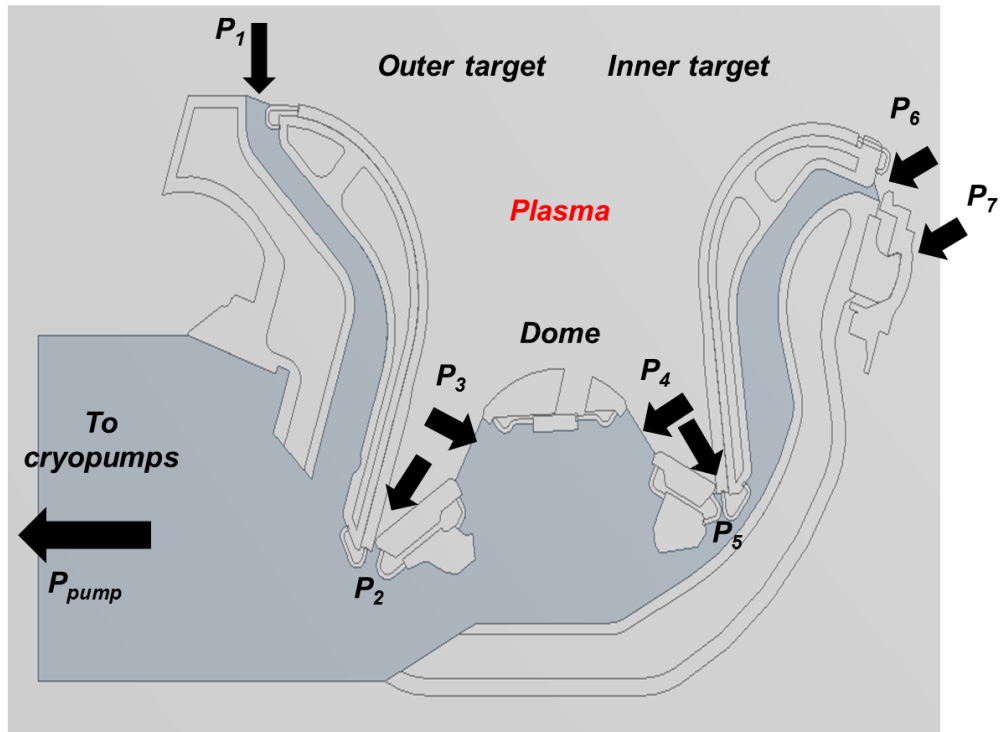 P1
Outer target
Inner target
P6
P7
Plasma
Dome
P3
P4
To
cryopumps
P5
Ppump
P2